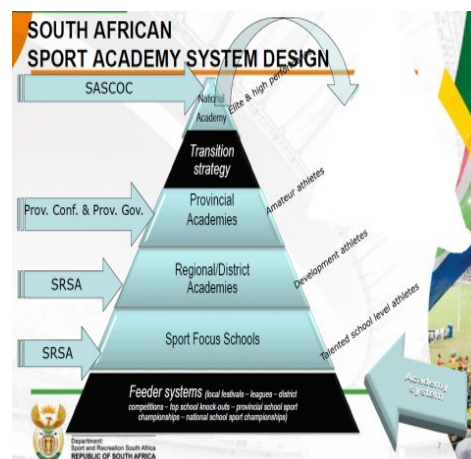 SOUTH AFRICAN
SPORT ACADEMY SYSTEM DESIGN
SASCOC
National
Academy
Elite & high perfor
Transition
strategy
Prov. Conf. & Prov. Gov.
Provincial
Academies
Amateur athletes
SRSA
Regional/District
Academies
Development athletes
SRSA
Sport Focus Schools
Talented school level athletes
Feeder systems (local festivals – leagues – district
competitions – top school knock-outs – provincial school sport
championships – national school sport championships)
Academy
system
Department:
Sport and Recreation South Africa
REPUBLIC OF SOUTH AFRICA
7